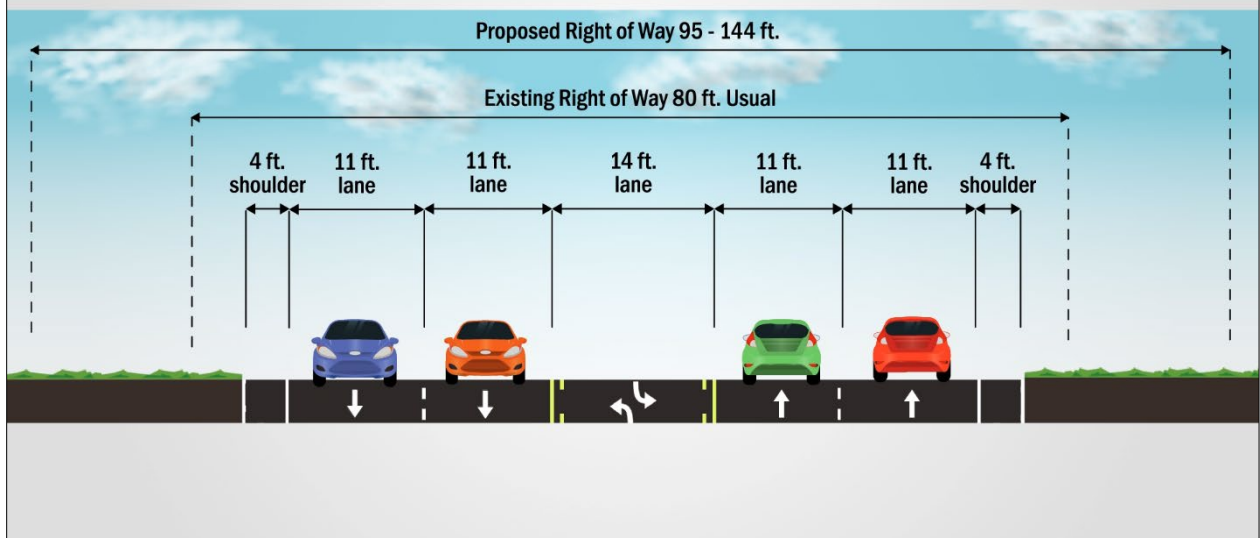 Proposed Right of Way 95 - 144 ft.
Existing Right of Way 80 ft. Usual
4 ft.
shoulder
11 ft.
lane
11 ft.
lane
14 ft.
lane
11 ft.
lane
11 ft.
lane
4 ft.
shoulder